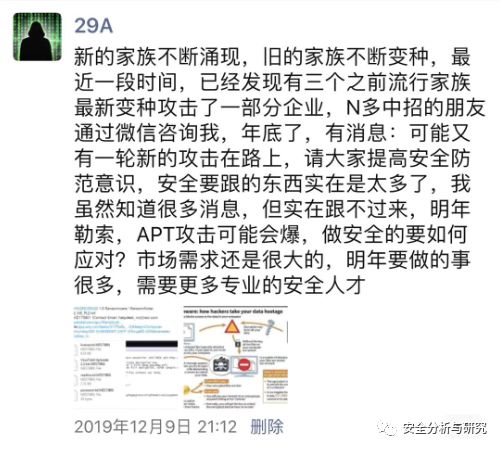 29A
新的家族不断涌现，旧的家族不断变种，最
近一段时间，已经发现有三个之前流行家族
最新变种攻击了一部分企业，N多中招的朋友
通过微信咨询我，年底了，有消息：可能又
有一轮新的攻击在路上，请大家提高安全防
范意识，安全要跟的东西实在是太多了，我
虽然知道很多消息，但实在跟不过来，明年
勒索，APT攻击可能会爆，做安全的要如何
应对？市场需求还是很大的，明年要做的事
很多，需要更多专业的安全人才
ware: how hackers take your data hostage
2019年12月9日 21:12 删除
安全分析与研究